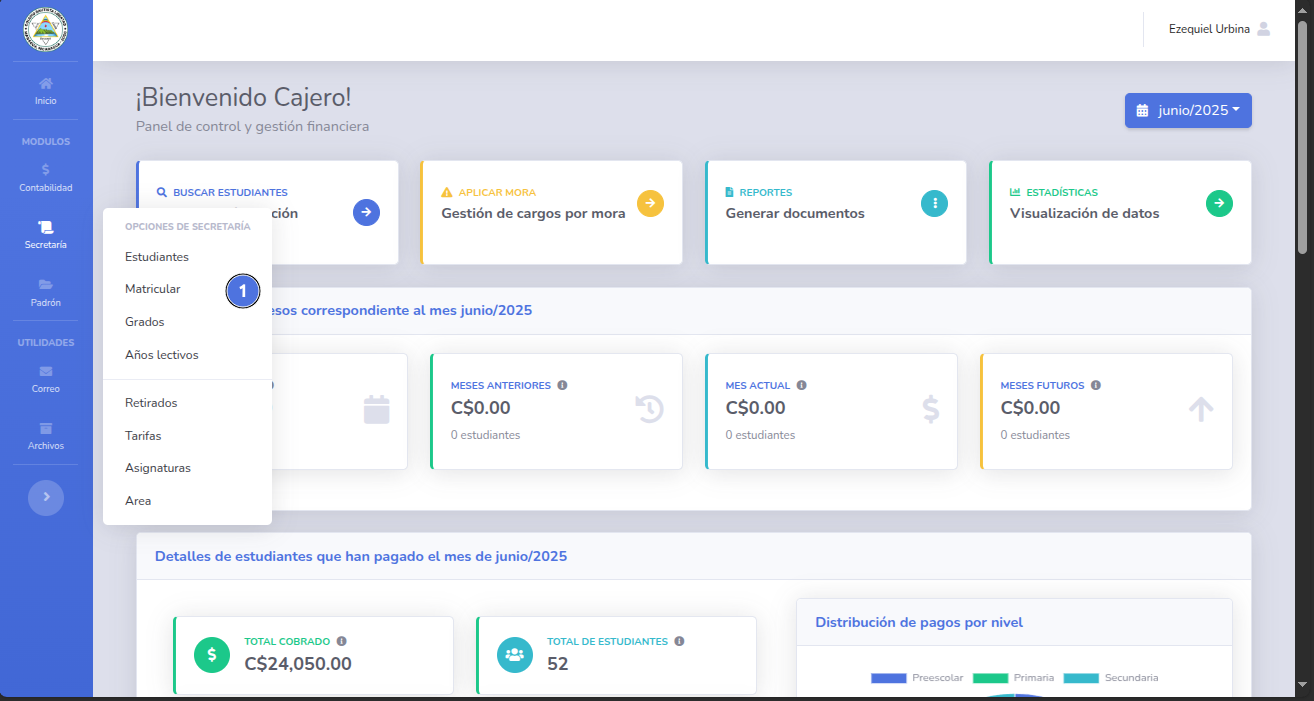 Ezequiel Urbina
Inicio
MODULOS
Contabilidad
Secretaría
Padrón
UTILIDADES
Correo
Archivos
¡Bienvenido Cajero!
Panel de control y gestión financiera
junio/2025
BUSCAR ESTUDIANTES
ción
APLICAR MORA
Gestión de cargos por mora
REPORTES
Generar documentos
ESTADÍSTICAS
Visualización de datos
OPCIONES DE SECRETARÍA
Estudiantes
Matricular
1
Grados
Años lectivos
Retirados
Tarifas
Asignaturas
Area
esos correspondiente al mes junio/2025
MESES ANTERIORES
C$0.00
0 estudiantes
MES ACTUAL
C$0.00
0 estudiantes
MESES FUTUROS
C$0.00
0 estudiantes
Detalles de estudiantes que han pagado el mes de junio/2025
TOTAL COBRADO
C$24,050.00
TOTAL DE ESTUDIANTES
52
Distribución de pagos por nivel
Preescolar Primaria Secundaria